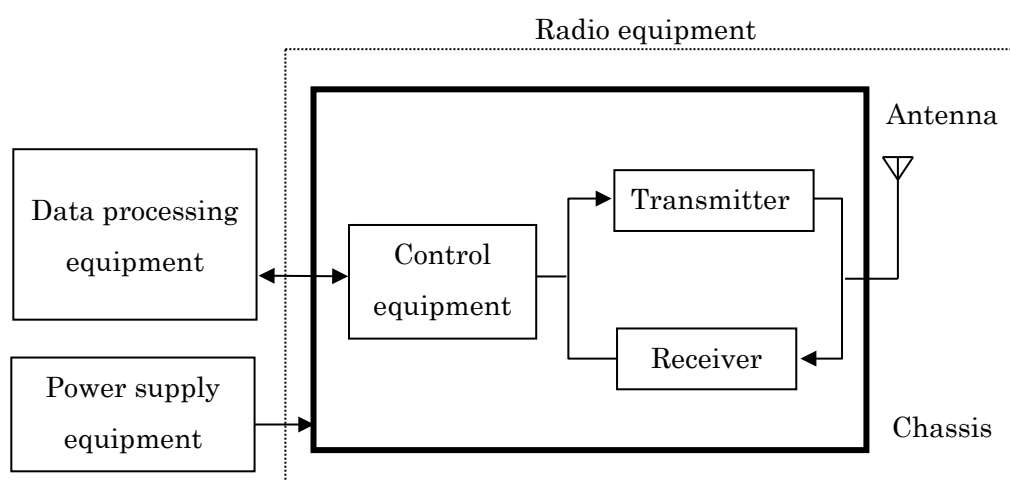 Radio equipment
Antenna
Data processing
equipment
Control
equipment
Transmitter
Receiver
Power supply
equipment
Chassis